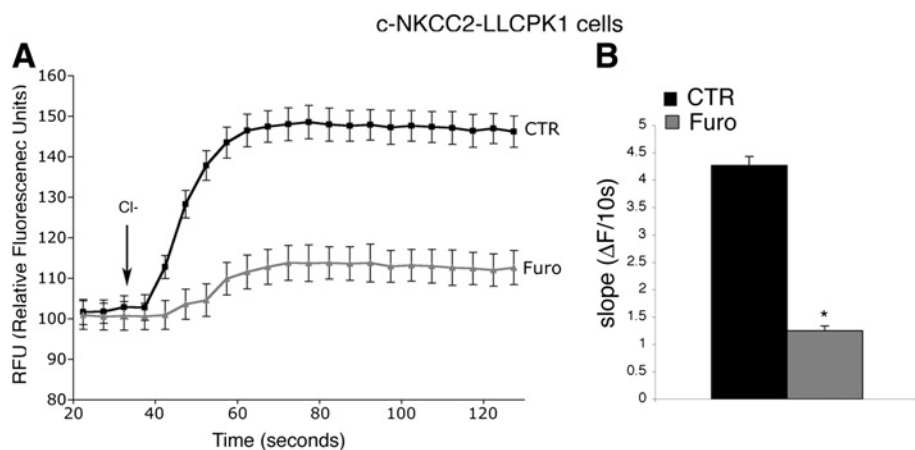 c-NKCC2-LLCPK1 cells
A
B
RFU (Relative Fluorescenec Units)
160
150
140
130
120
110
100
90
80
Cl-
CTR
Furo
20
40
60
80
100
120
Time (seconds)
CTR
Furo
slope (ΔF/10s)
5
4.5
4
3.5
3
2.5
2
1.5
1
0.5
0
*